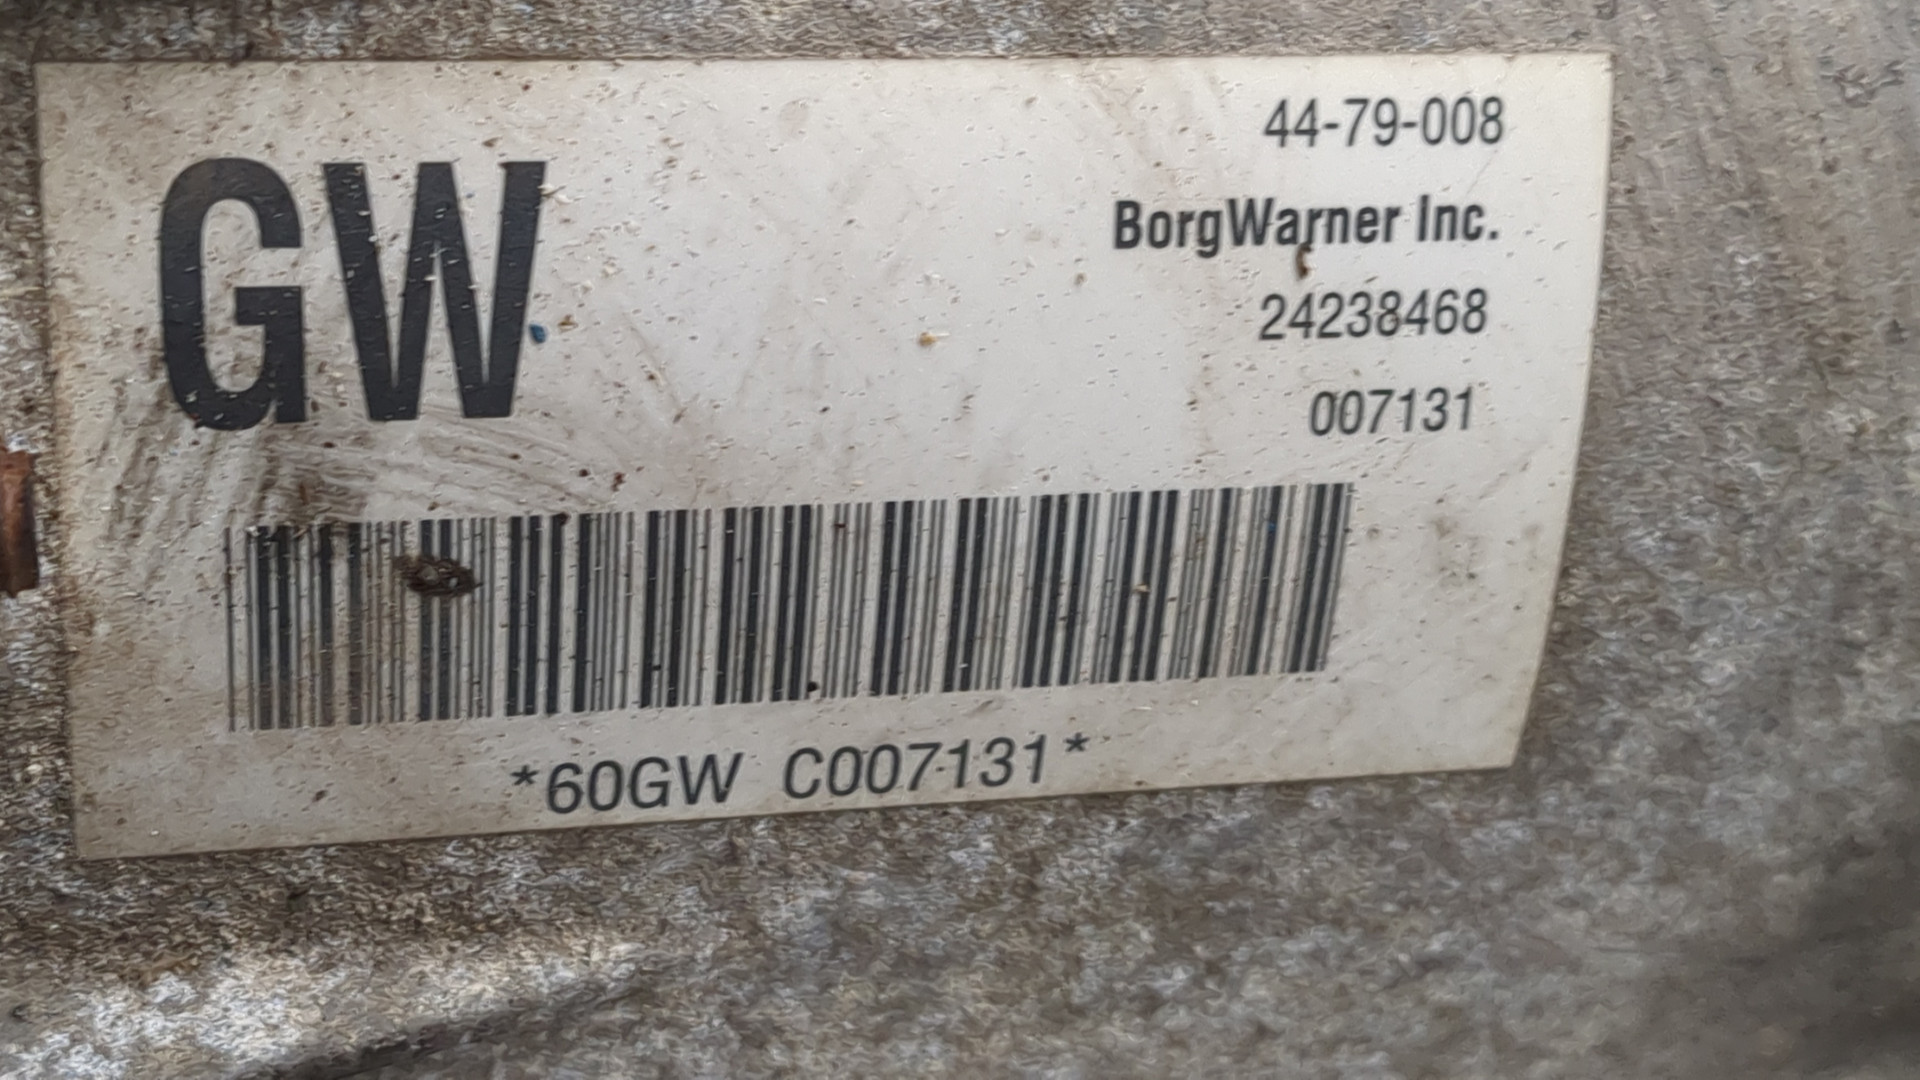 GW
44-79-008
BorgWarner Inc.
24238468
007131
*60GW C007131*